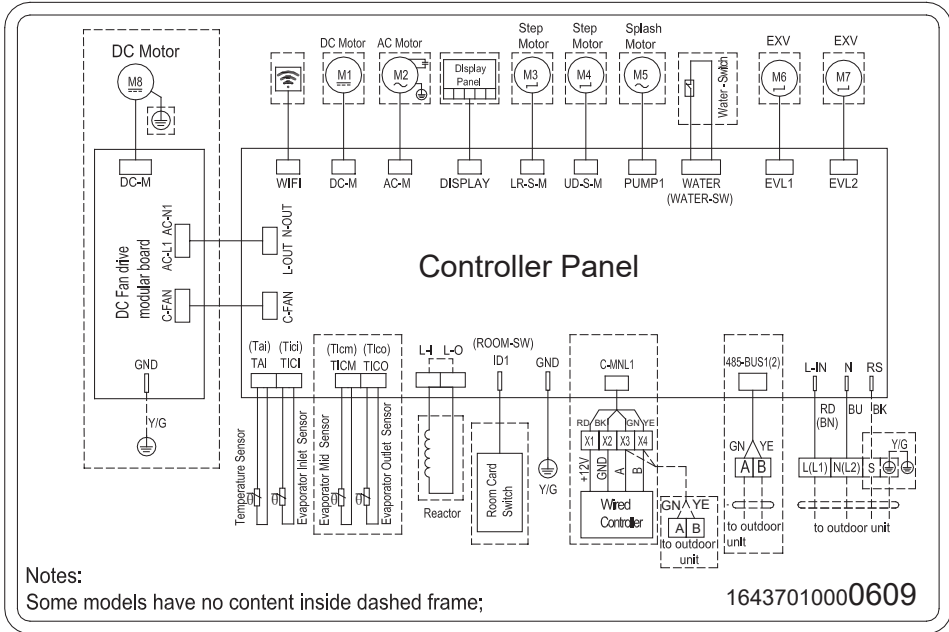 DC Motor
M8
DC-M
DC Fan drive
modular board
AC-L1 AC-N1
C-FAN
GND
Y/G
DC Motor
M1
AC Motor
M2
DIsplay
Panel
Step
Motor
M3
Step
Motor
M4
Splash
Motor
M5
Water-Switch
EXV
M6
EXV
M7
WIFI
DC-M
AC-M
DISPLAY
LR-S-M
UD-S-M
PUMP1
WATER
(WATER-SW)
EVL1
EVL2
L-OUT N-OUT
C-FAN
Controller Panel
(Tai)
TAI
(Tici)
TICI
(TIcm)
TICM
(TIco)
TICO
Temperature Sensor
Evaporator Inlet Sensor
Evaporator Mid Sensor
Evaporator Outlet Sensor
L-I L-O
Reactor
(ROOM-SW)
ID1
Room Card
Switch
GND
Y/G
C-MNL1
RD BK GN YE
X1 X2 X3 X4
+12V
GND
A
B
Wired
Controller
GN YE
A B
to outdoor
unit
485-BUS1(2)
GN YE
A B
to outdoor
unit
L-IN N RS
RD
(BN)
BU
BK
Y/G
L(L1) N(L2) S
to outdoor unit
Notes:
Some models have no content inside dashed frame;
16437010000609